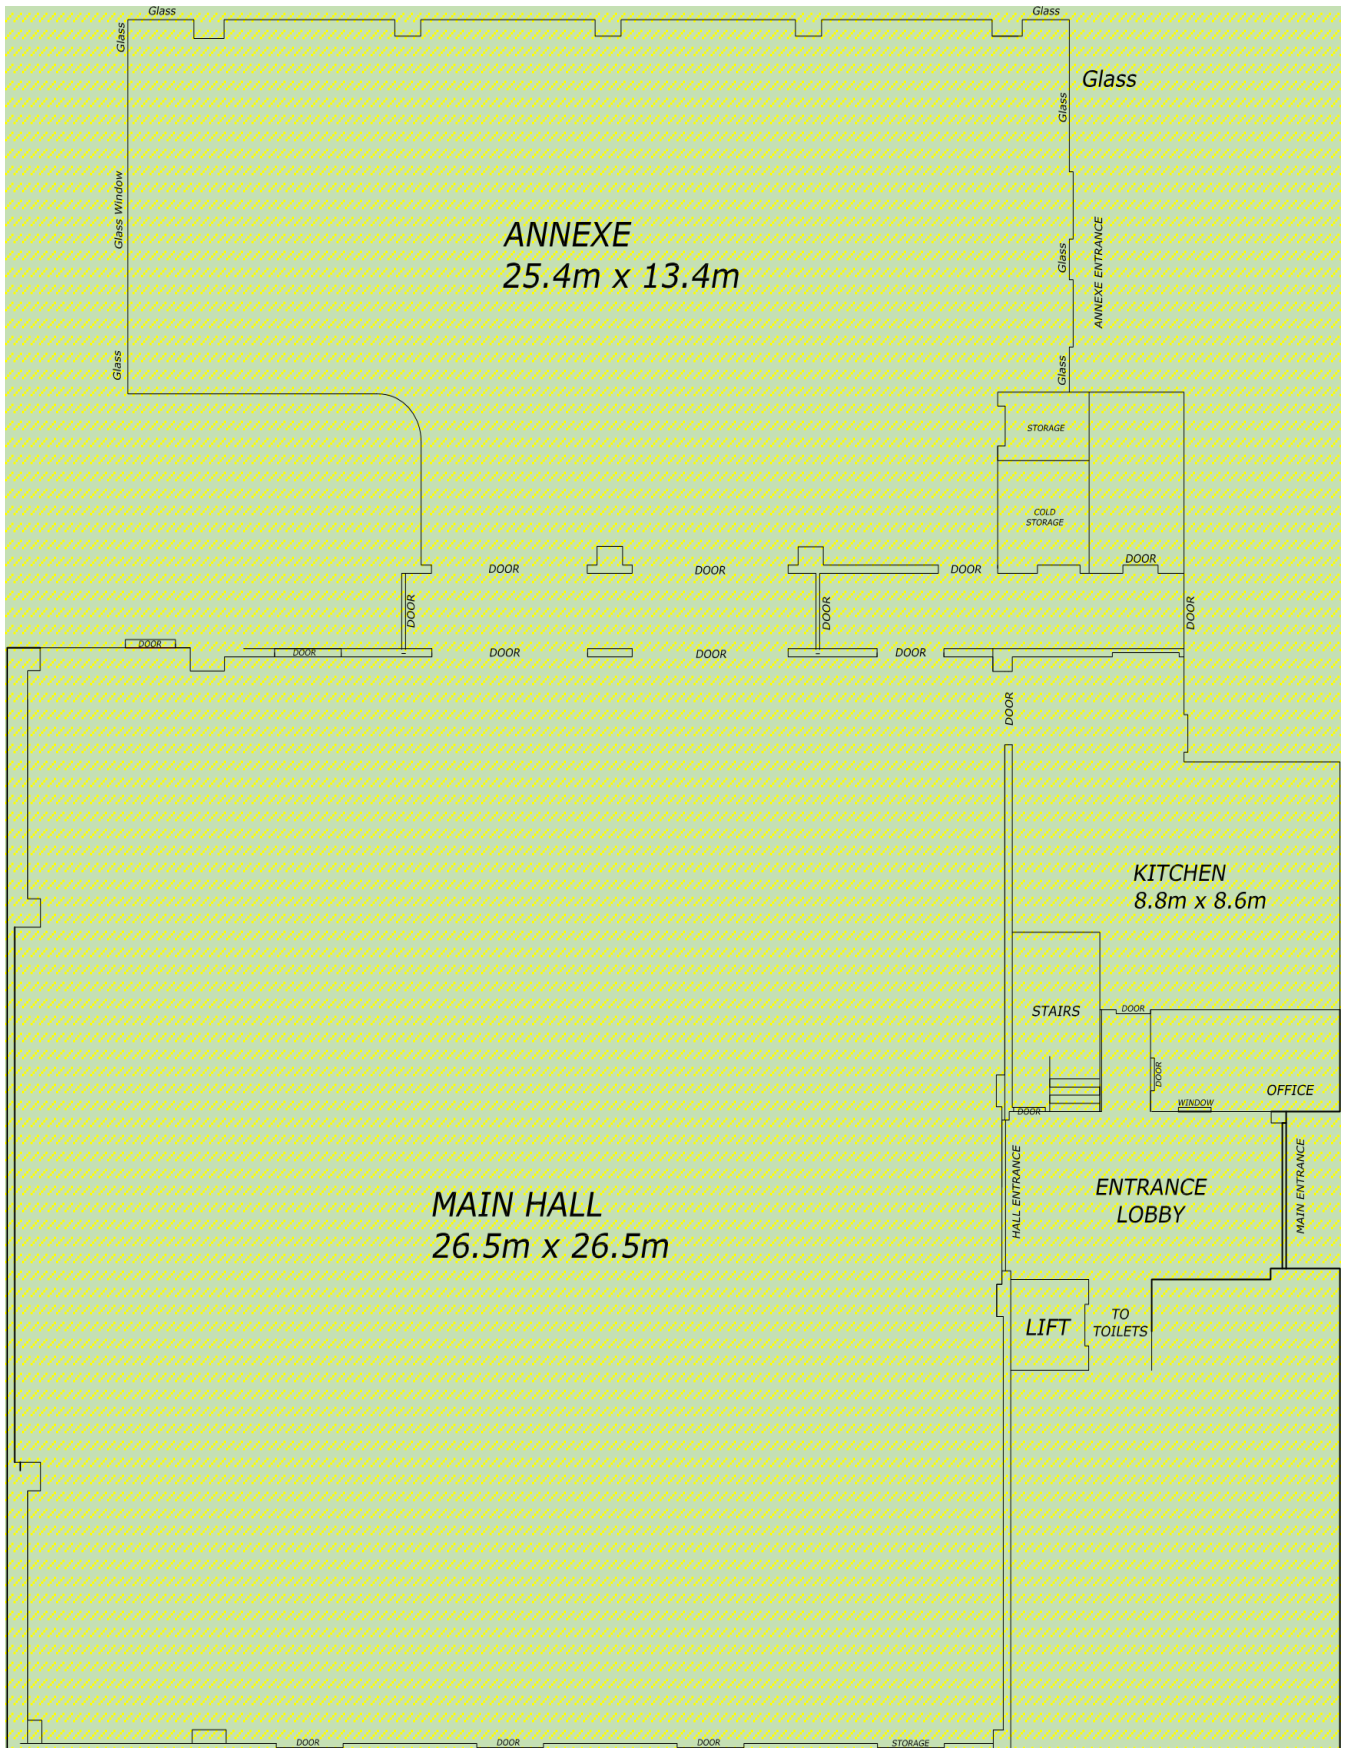 Glass
Glass
Glass
Glass
Glass
Glass Window
ANNEXE ENTRANCE
ANNEXE
25.4m x 13.4m
Glass
Glass
Glass
STORAGE
COLD
STORAGE
DOOR
DOOR
DOOR
DOOR
DOOR
DOOR
DOOR
DOOR
DOOR
DOOR
DOOR
DOOR
DOOR
KITCHEN
8.8m x 8.6m
STAIRS
DOOR
DOOR
OFFICE
WINDOW
DOOR
MAIN HALL
26.5m x 26.5m
HALL ENTRANCE
ENTRANCE
LOBBY
MAIN ENTRANCE
LIFT
TO
TOILETS
DOOR
DOOR
DOOR
STORAGE